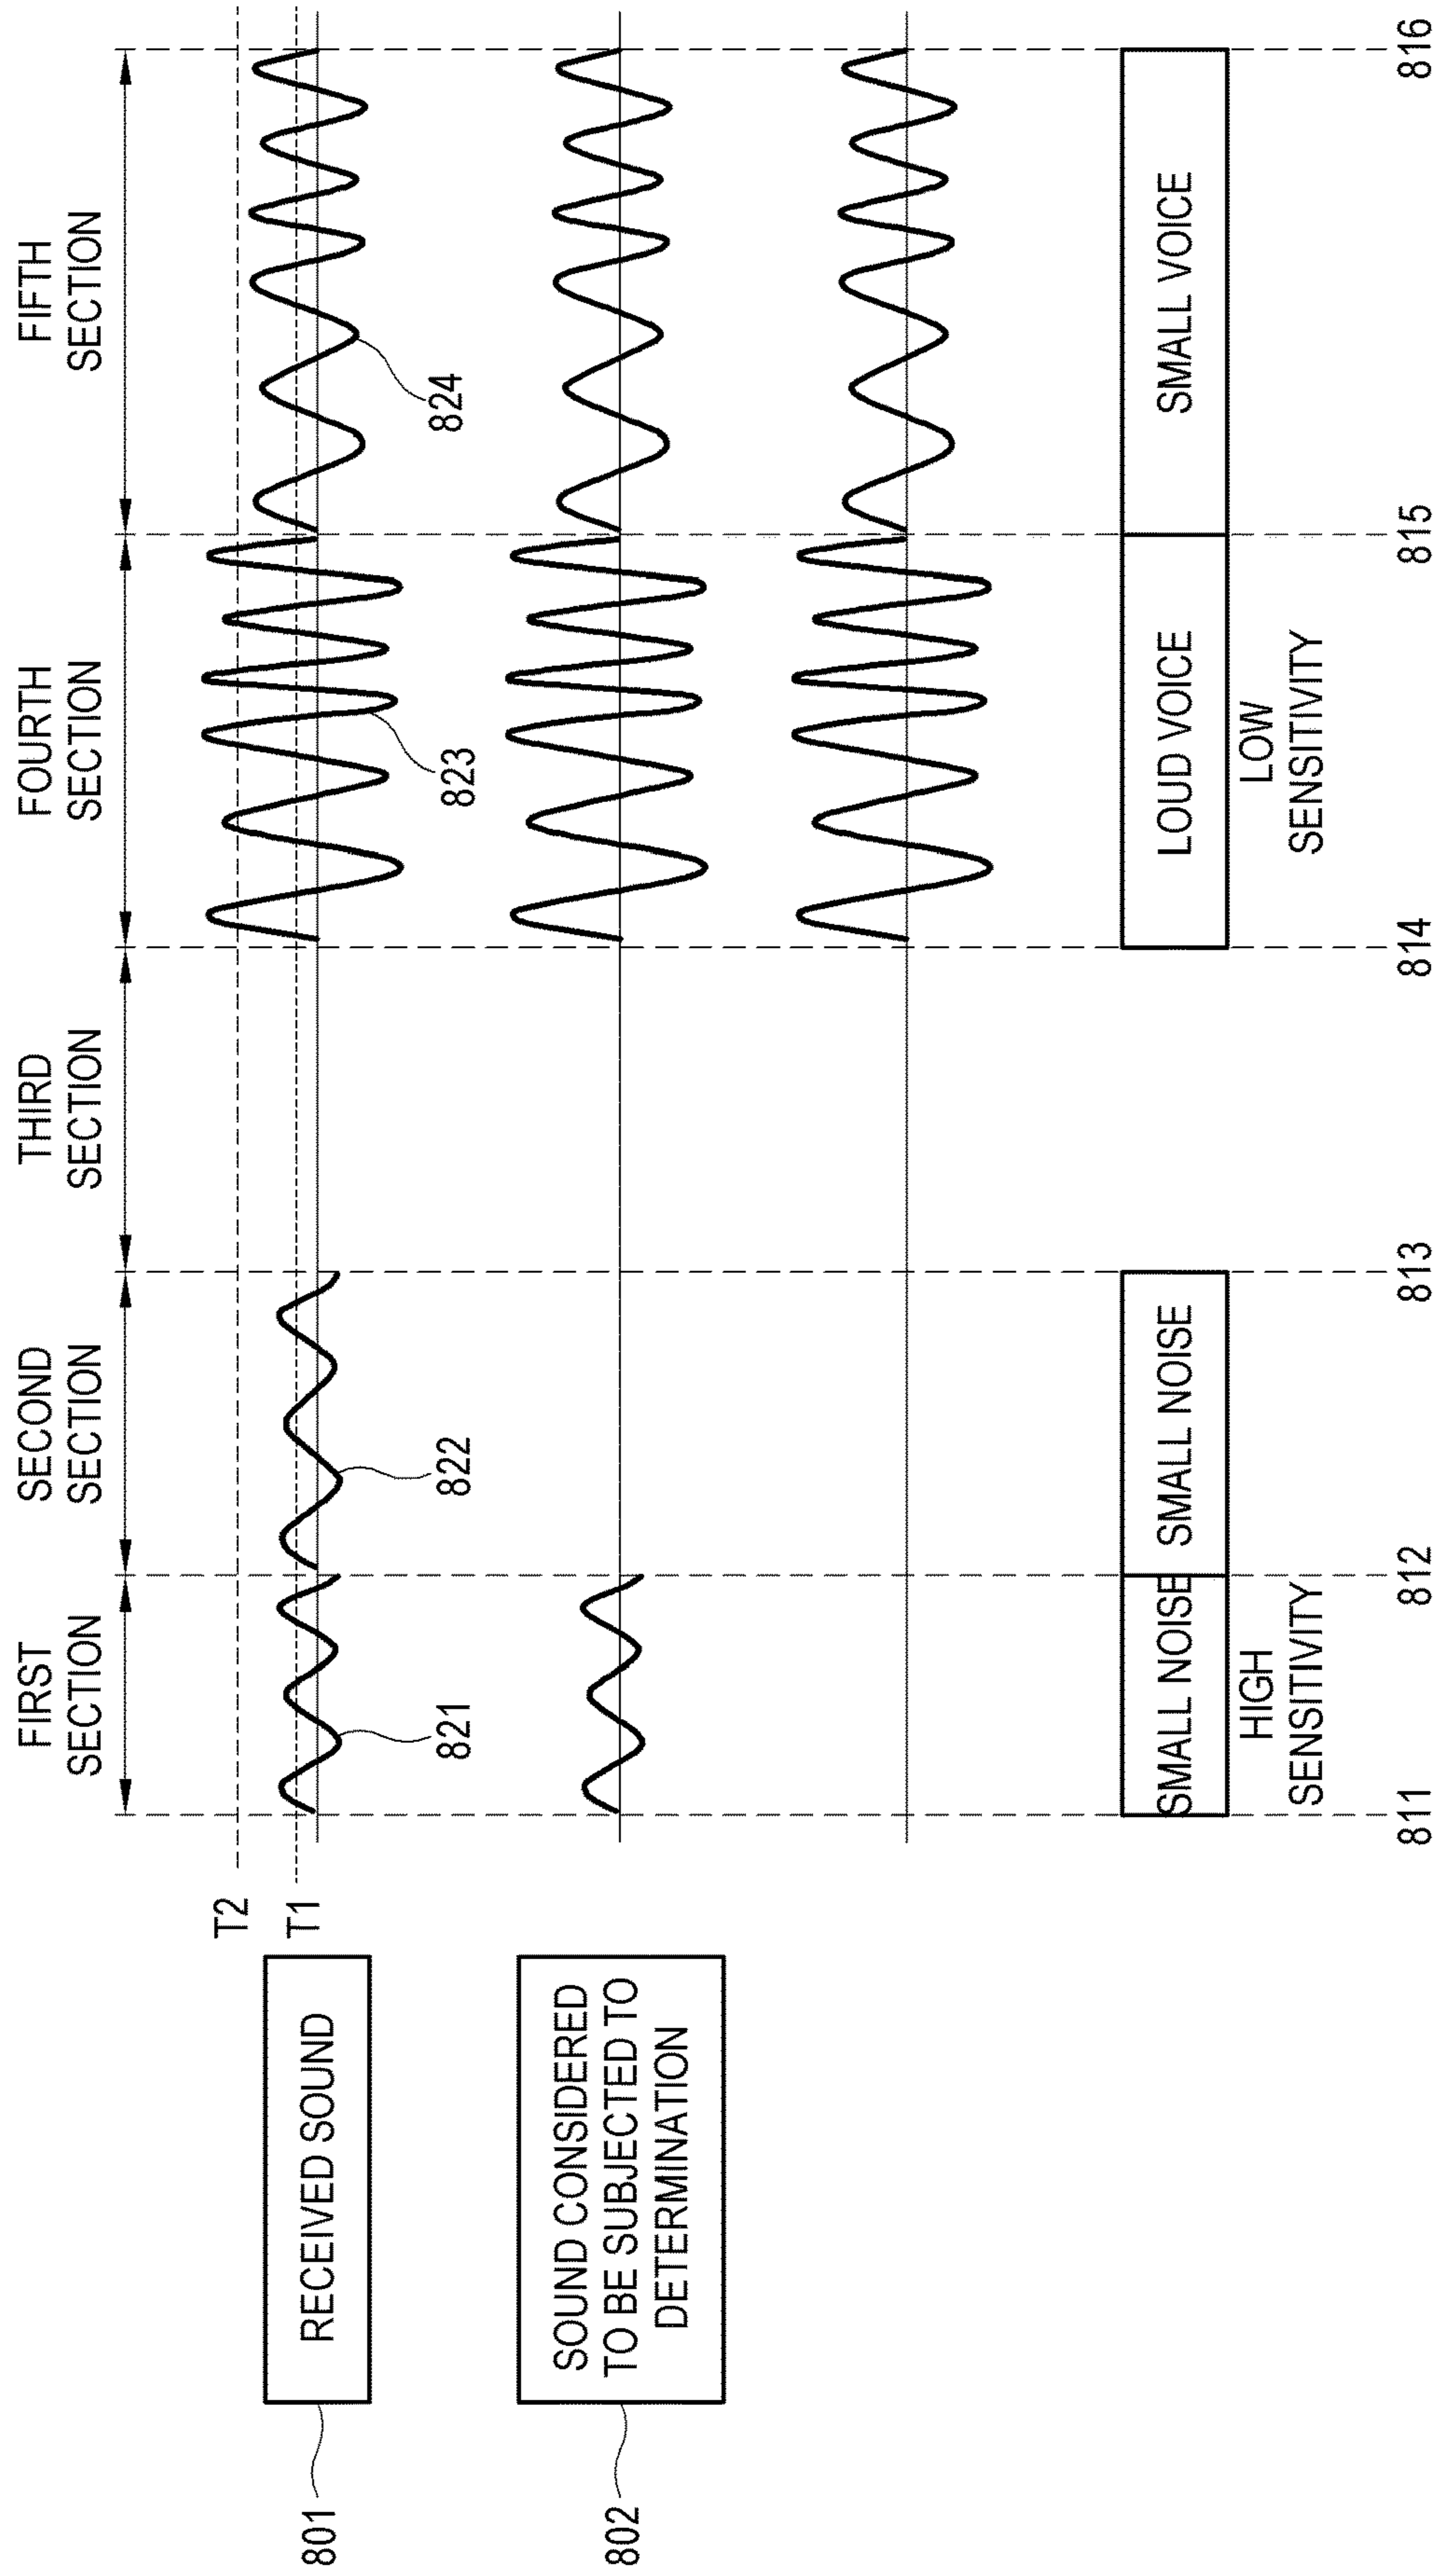 FIRST
SECTION
SECOND
SECTION
THIRD
SECTION
FOURTH
SECTION
FIFTH
SECTION
T2
T1
801
RECEIVED SOUND
821
822
823
824
802
SOUND CONSIDERED
TO BE SUBJECTED TO
DETERMINATION
SMALL NOISE
SMALL NOISE
LOUD VOICE
SMALL VOICE
HIGH
SENSITIVITY
LOW
SENSITIVITY
811
812
813
814
815
816